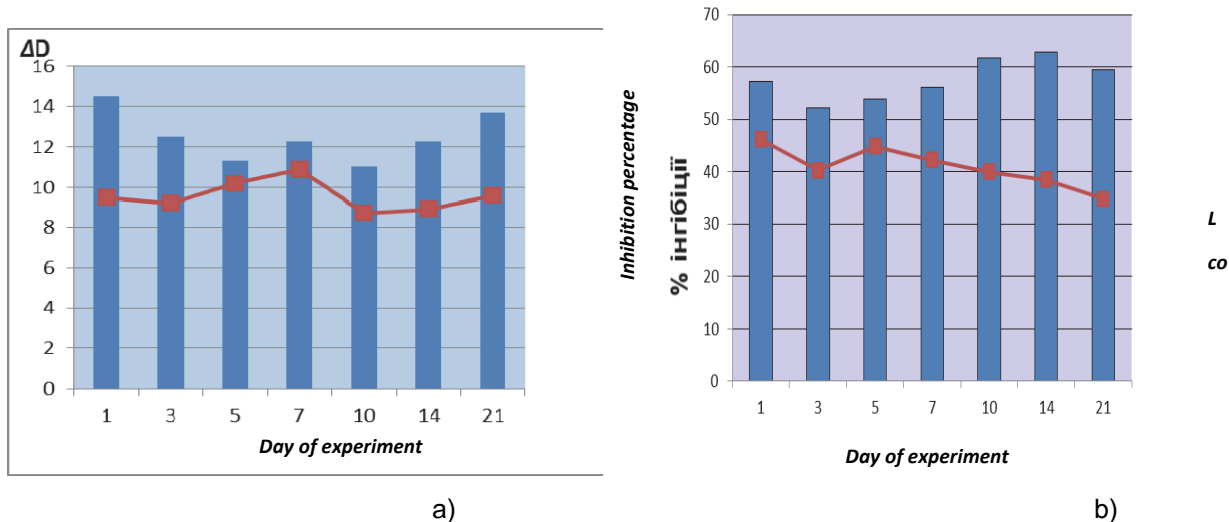 ΔD
16
14
12
10
8
6
4
2
0
1 3 5 7 10 14 21
Day of experiment
a)
Inhibition percentage
% інгібіції
70
60
50
40
30
20
10
0
1 3 5 7 10 14 21
Day of experiment
b)
L
co